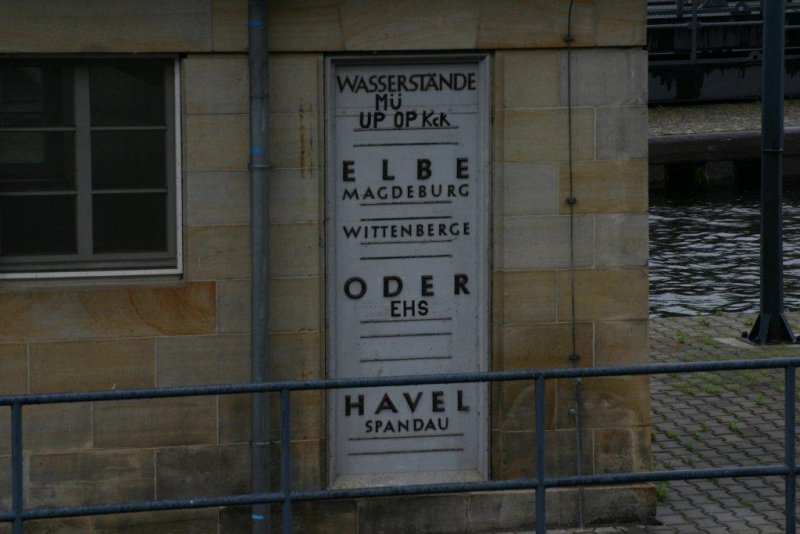 WASSERSTÄNDE
MÜ
UP OP KcK
ELBE
MAGDEBURG
WITTENBERGE
ODER
EHS
HAVEL
SPANDAU